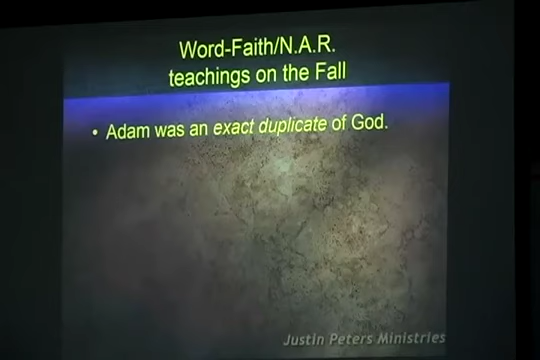 Word-Faith/N.A.R.
teachings on the Fall
• Adam was an exact duplicate of God.
Justin Peters Ministries